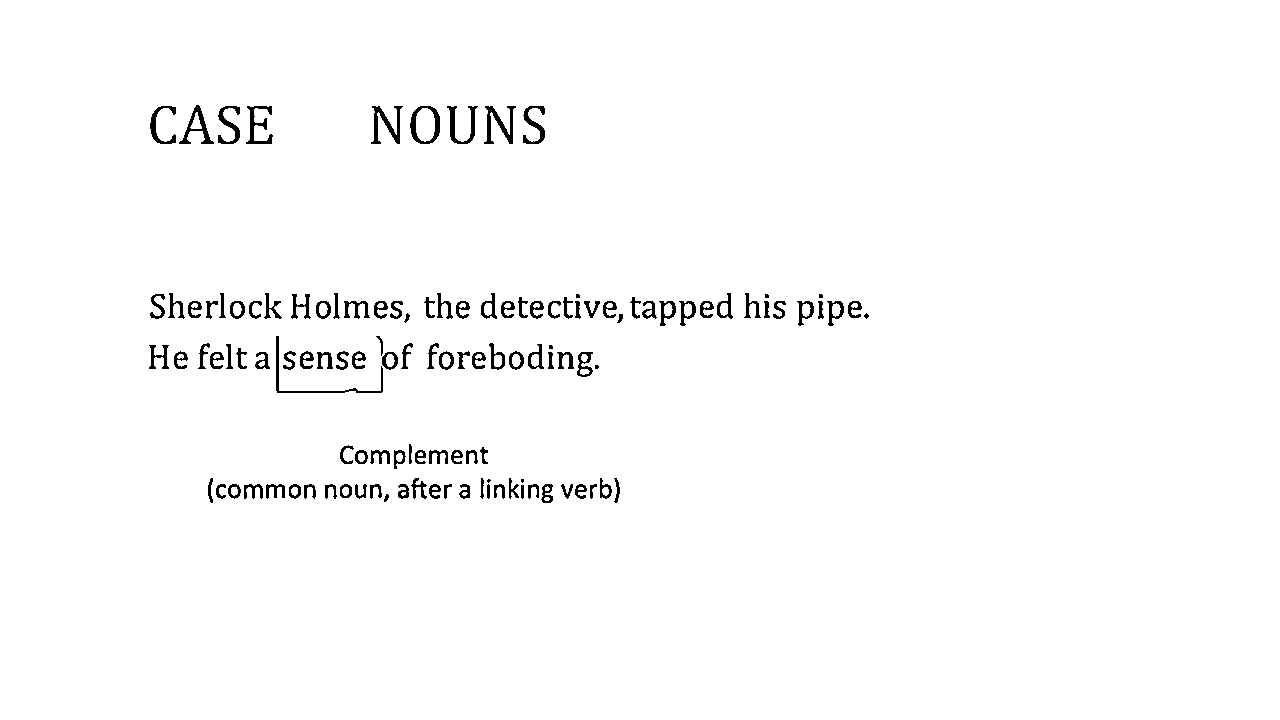 CASE NOUNS
Sherlock Holmes, the detective, tapped his pipe.
He felt a sense of foreboding.
Complement
(common noun, after a linking verb)